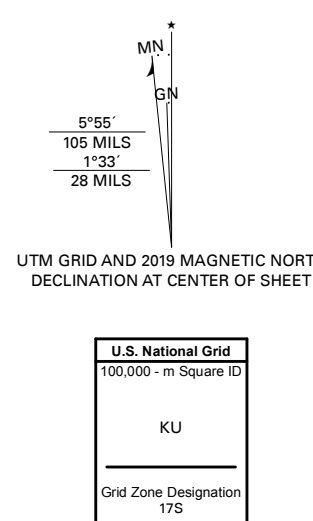 ★
MN
GN
5°55´
105 MILS
1°33´
28 MILS
UTM GRID AND 2019 MAGNETIC NORT
DECLINATION AT CENTER OF SHEET
U.S. National Grid
100,000 - m Square ID
KU
Grid Zone Designation
17S